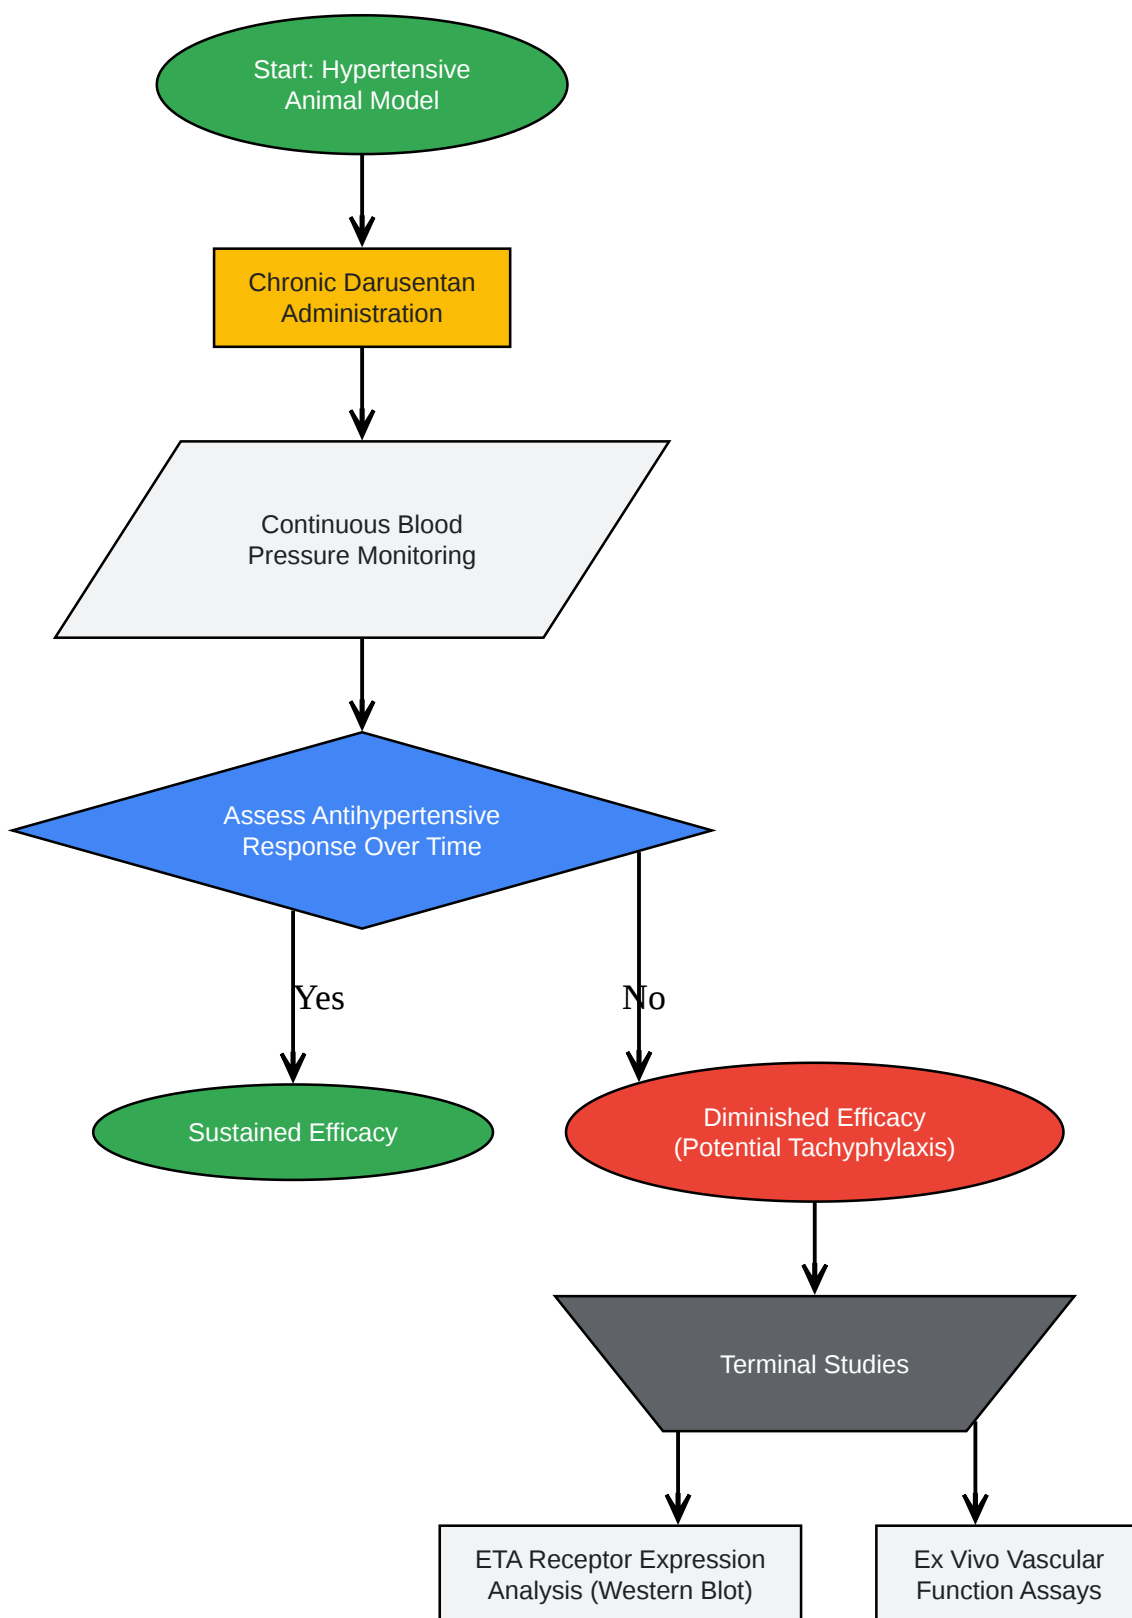 Start: Hypertensive
Animal Model
Chronic Darusentan
Administration
Continuous Blood
Pressure Monitoring
Assess Antihypertensive
Response Over Time
Yes
No
Sustained Efficacy
Diminished Efficacy
(Potential Tachyphylaxis)
Terminal Studies
ETA Receptor Expression
Analysis (Western Blot)
Ex Vivo Vascular
Function Assays